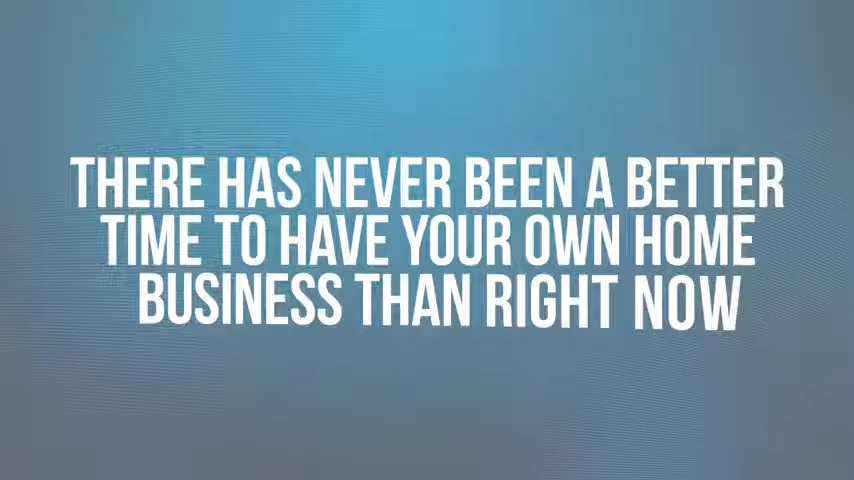 THERE HAS NEVER BEEN A BETTER
TIME TO HAVE YOUR OWN HOME
BUSINESS THAN RIGHT NOW